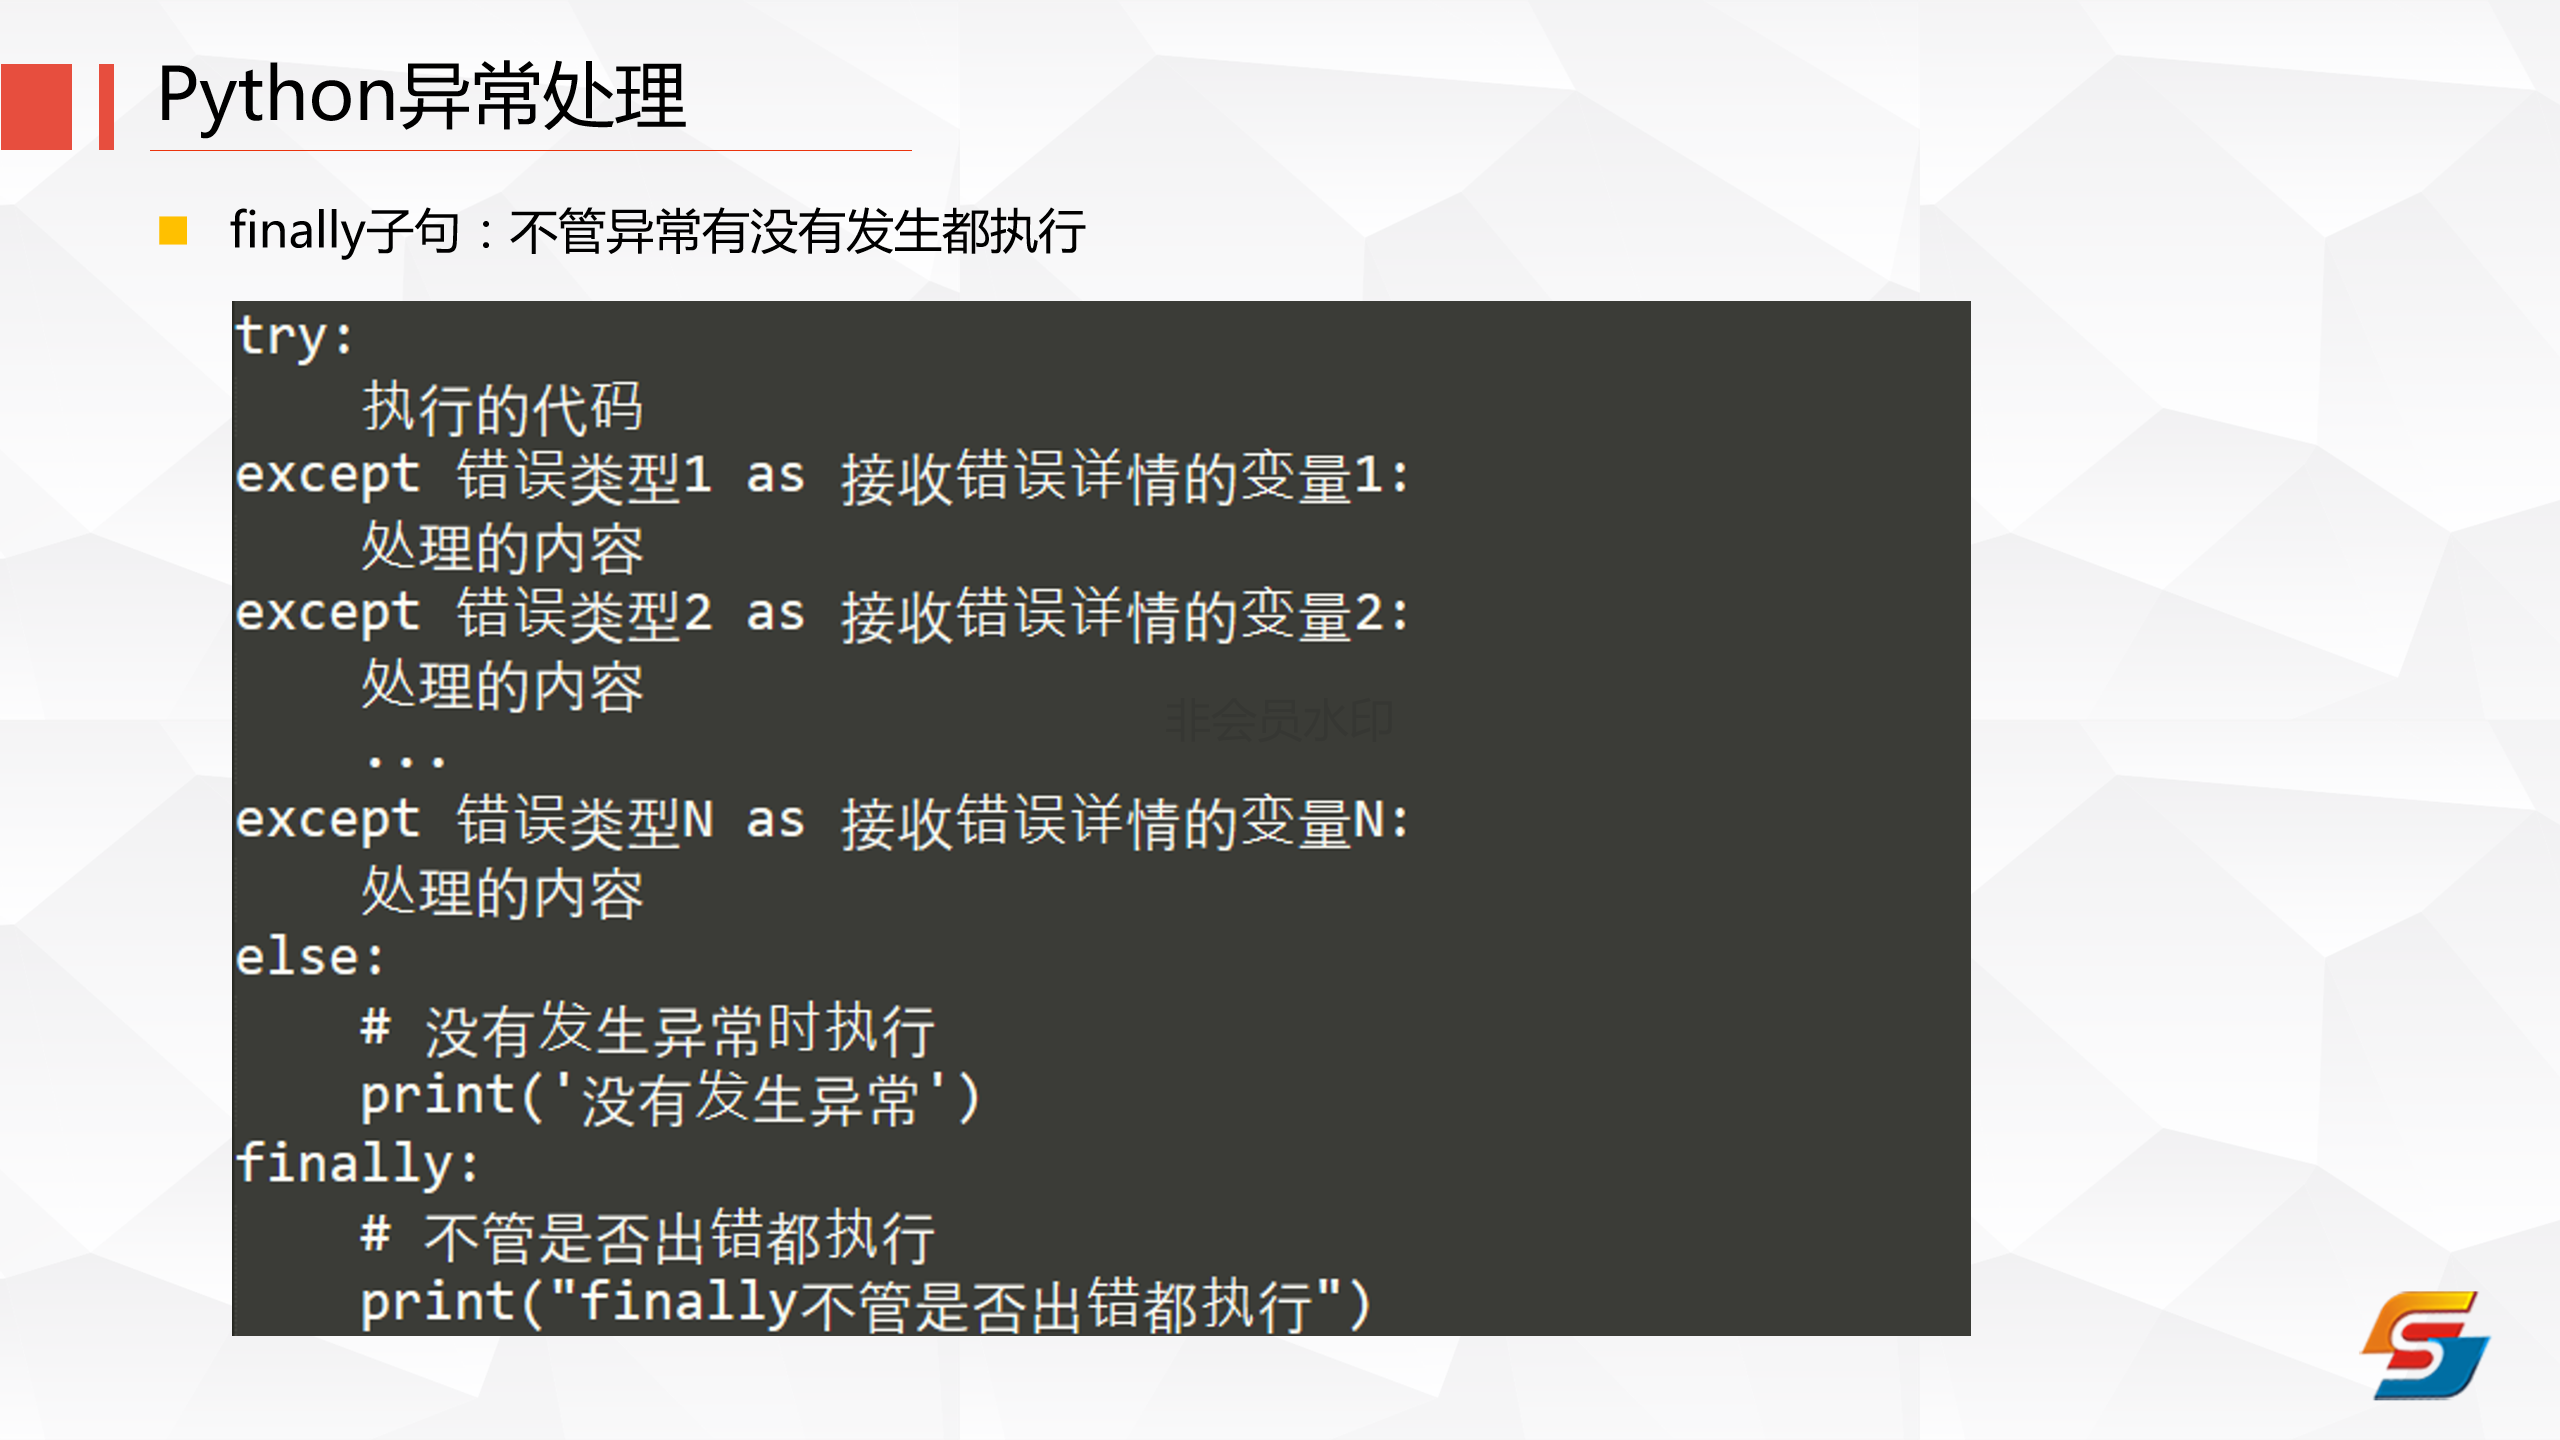 Python异常处理
finally子句：不管异常有没有发生都执行
try:
    执行的代码
except 错误类型1 as 接收错误详情的变量1:
    处理的内容
except 错误类型2 as 接收错误详情的变量2:
    处理的内容
    ...
非会员水印
except 错误类型N as 接收错误详情的变量N:
    处理的内容
else:
    # 没有发生异常时执行
    print('没有发生异常')
finally:
    # 不管是否出错都执行
    print("finally不管是否出错都执行")